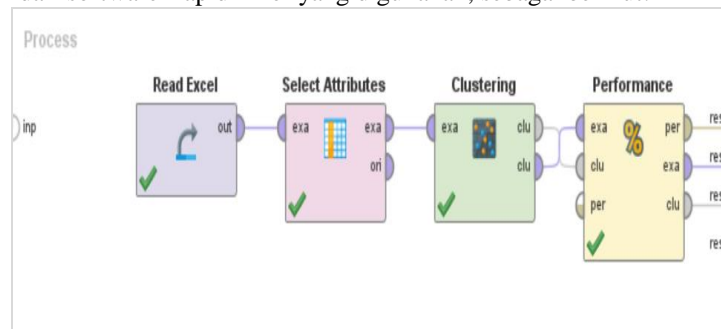 Process
Read Excel Select Attributes Clustering Performance
inp out exa exa exa clu exa per res
ori clu clu exa res
per clu res
res